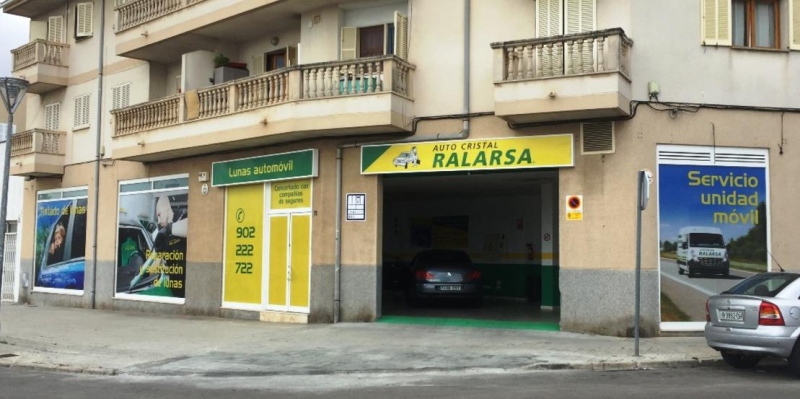 AUTO CRISTAL
RALARSA
Lunas automóvil
Concertado con
compañías
de seguros
902
222
722
Tintado de lunas
Reparación y
sustitución
de lunas
Servicio
unidad
móvil
RALARSA